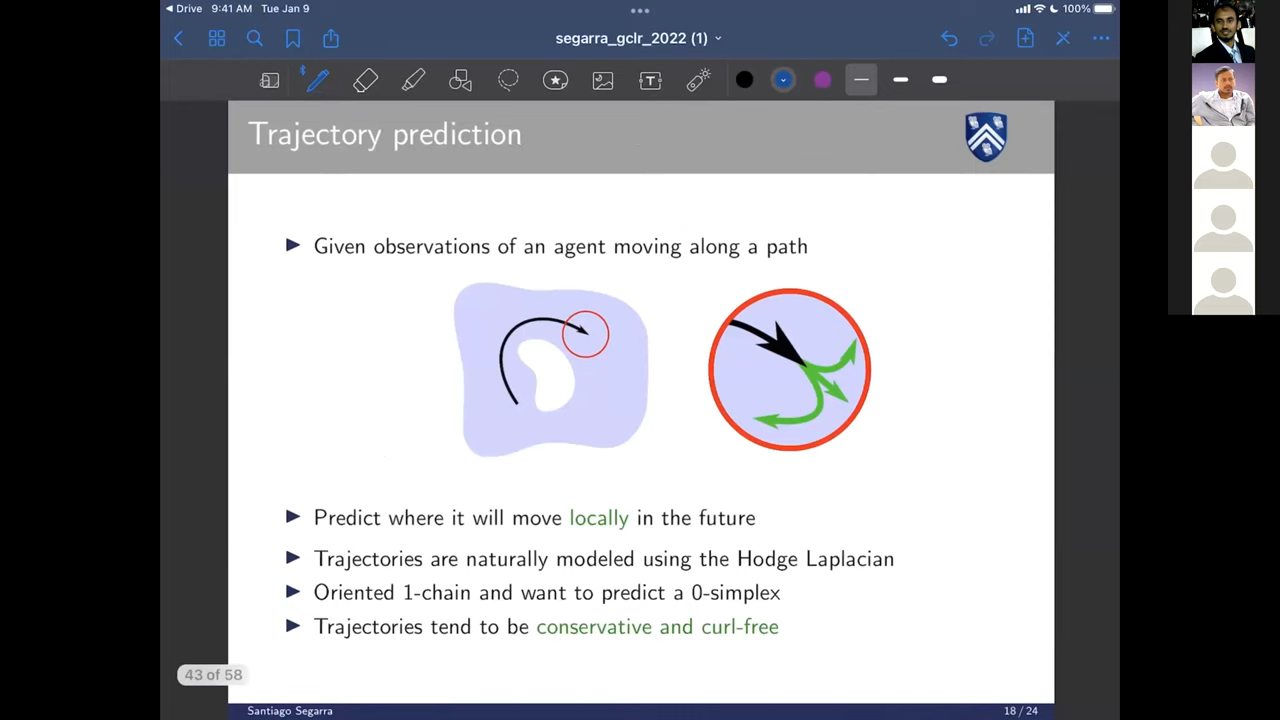 Drive 9:41 AM Tue Jan 9
100%
segarra_gclr_2022 (1)
T
Trajectory prediction
Given observations of an agent moving along a path
Predict where it will move locally in the future
Trajectories are naturally modeled using the Hodge Laplacian
Oriented 1-chain and want to predict a 0-simplex
Trajectories tend to be conservative and curl-free
43 of 58
Santiago Segarra
18 / 24